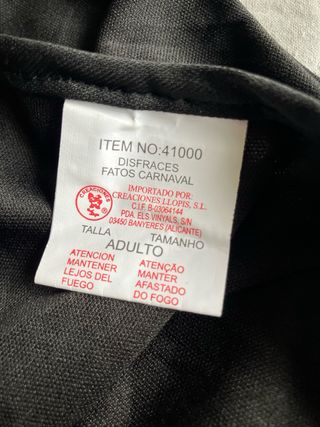 ITEM NO:41000
DISFRACES
FATOS CARNAVAL
CREACIONES
IMPORTADO POR:
CREACIONES LLOPIS, S.L.
C.I.F B-03064144
PDA. ELS VINYALS, S/N
03450 BANYERES (ALICANTE)
TALLA TAMANHO
ADULTO
ATENCION
MANTENER
LEJOS DEL
FUEGO
ATENÇÃO
MANTER
AFASTADO
DO FOGO